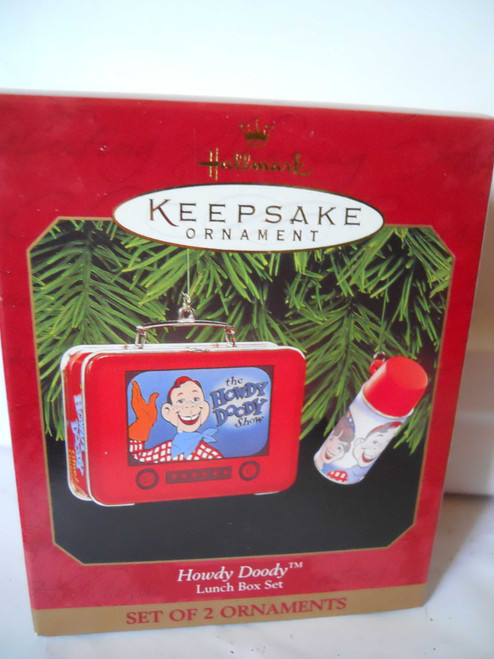 Hallmark
KEEPSAKE
ORNAMENT
the
HOWDY
DOODY
Show
Howdy Doody™
Lunch Box Set
SET OF 2 ORNAMENTS